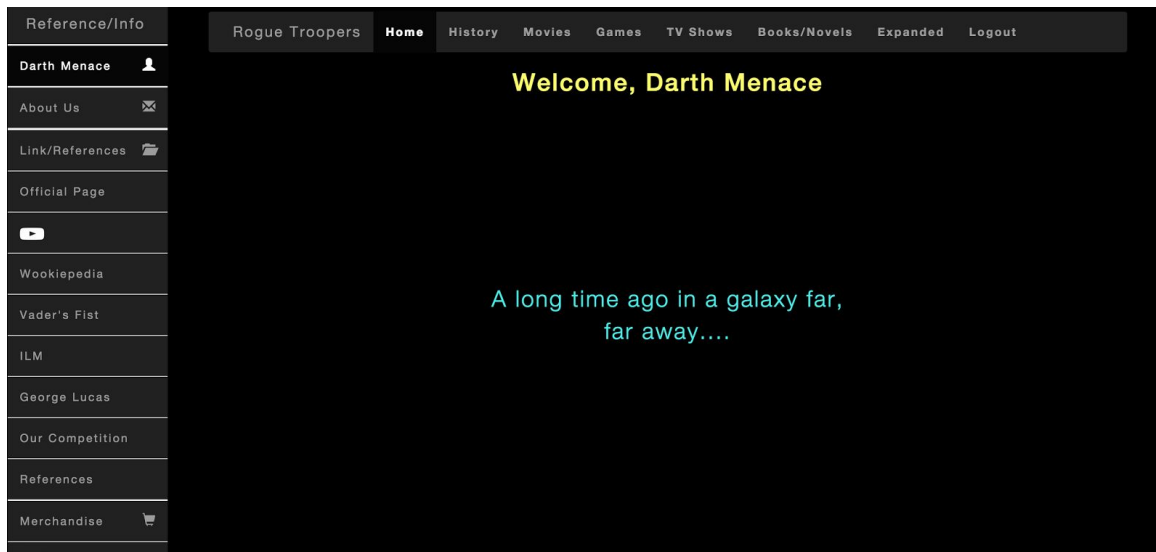 Reference/Info
Darth Menace
About Us
Link/References
Official Page
Wookiepedia
Vader's Fist
ILM
George Lucas
Our Competition
References
Merchandise
Rogue Troopers Home History Movies Games TV Shows Books/Novels Expanded Logout
Welcome, Darth Menace
A long time ago in a galaxy far,
far away....